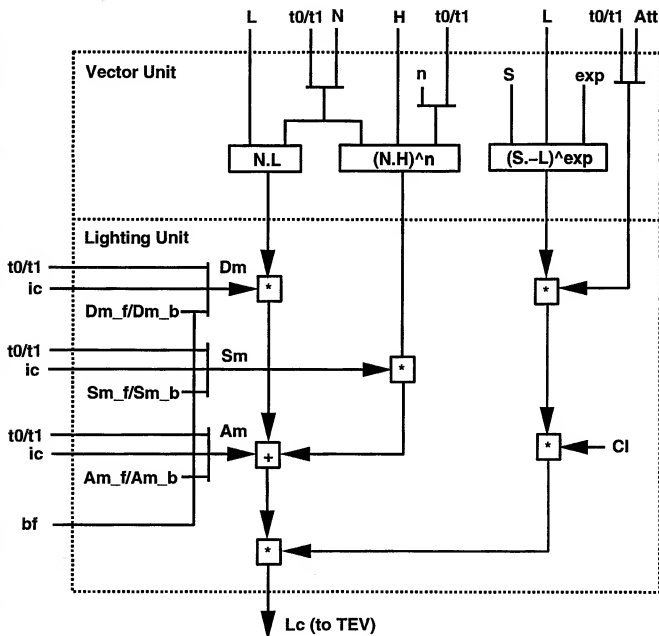 L t0/t1 N H t0/t1 L t0/t1 Att
Vector Unit n S exp
N.L (N.H)^n (S.–L)^exp
Lighting Unit
t0/t1 Dm
ic * *
Dm_f/Dm_b
t0/t1 Sm
ic *
Sm_f/Sm_b
t0/t1 Am
ic + * Cl
Am_f/Am_b
bf
*
Lc (to TEV)